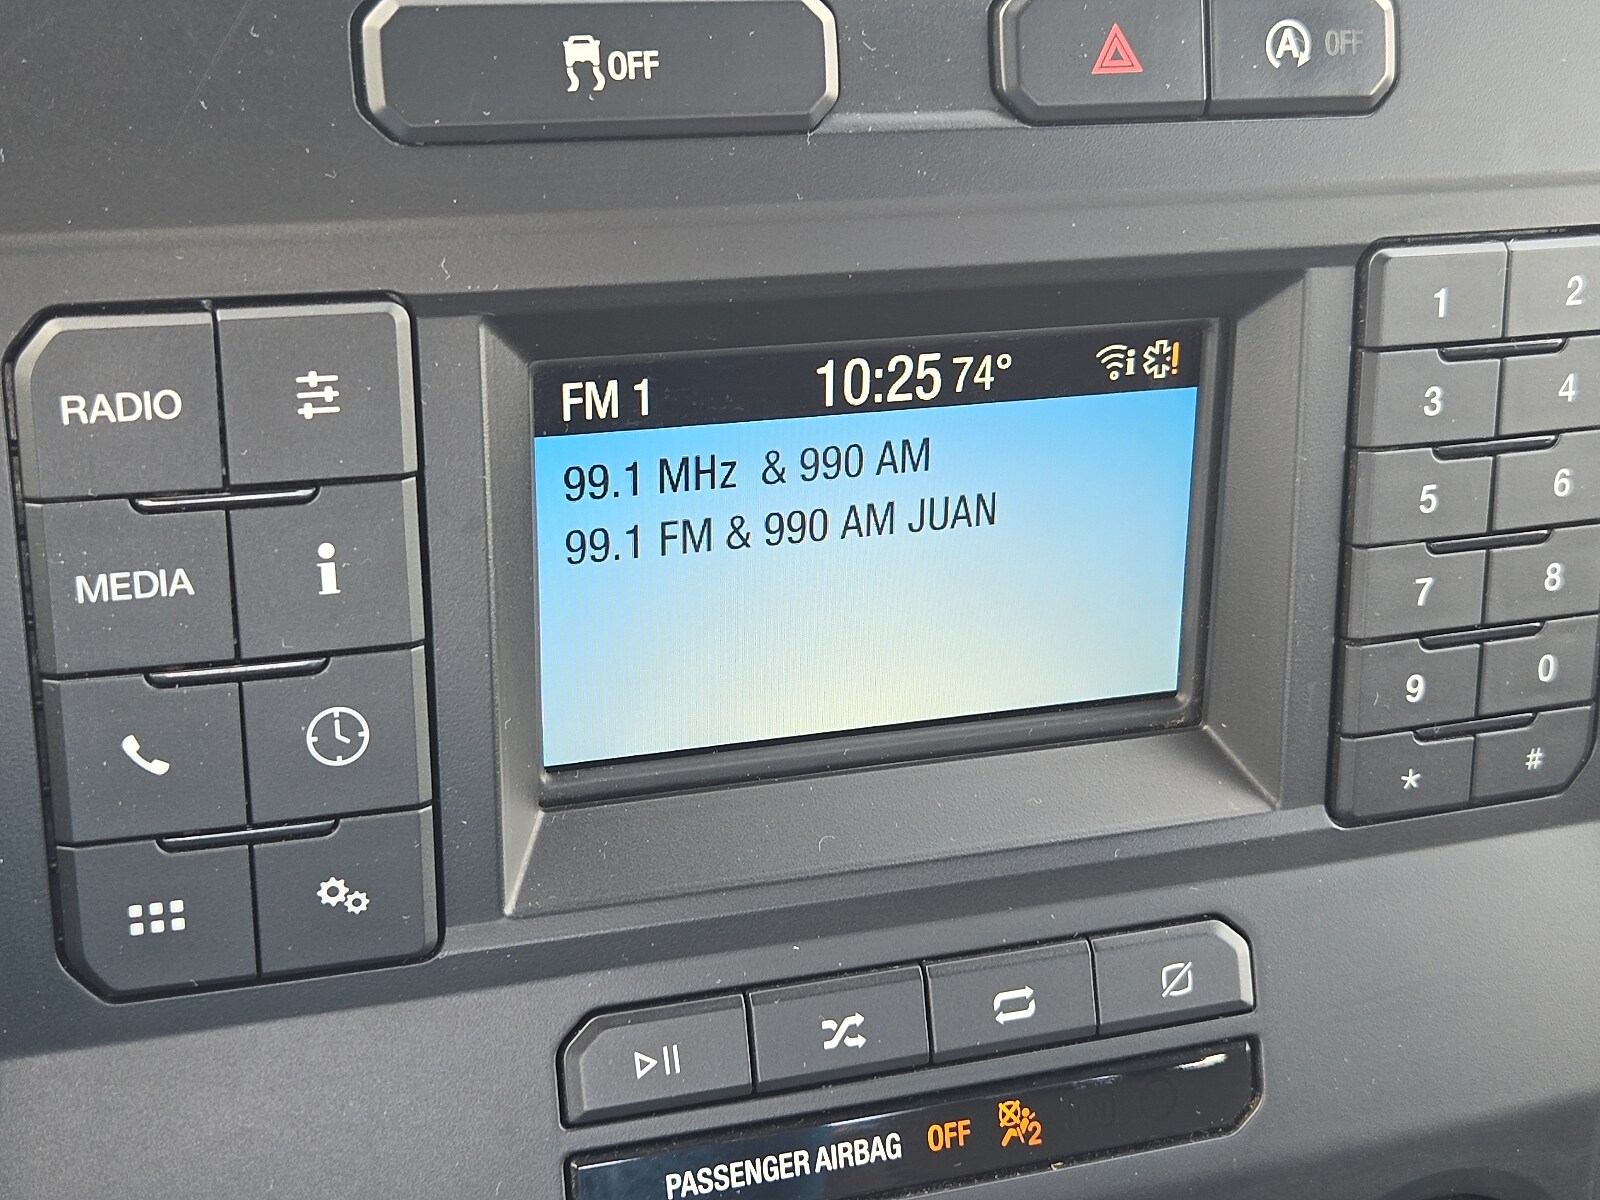 OFF
A OFF
FM 1 10:25 74° i !
99.1 MHz & 990 AM
99.1 FM & 990 AM JUAN
RADIO
MEDIA i
1 2
3 4
5 6
7 8
9 0
* #
PASSENGER AIRBAG OFF 2